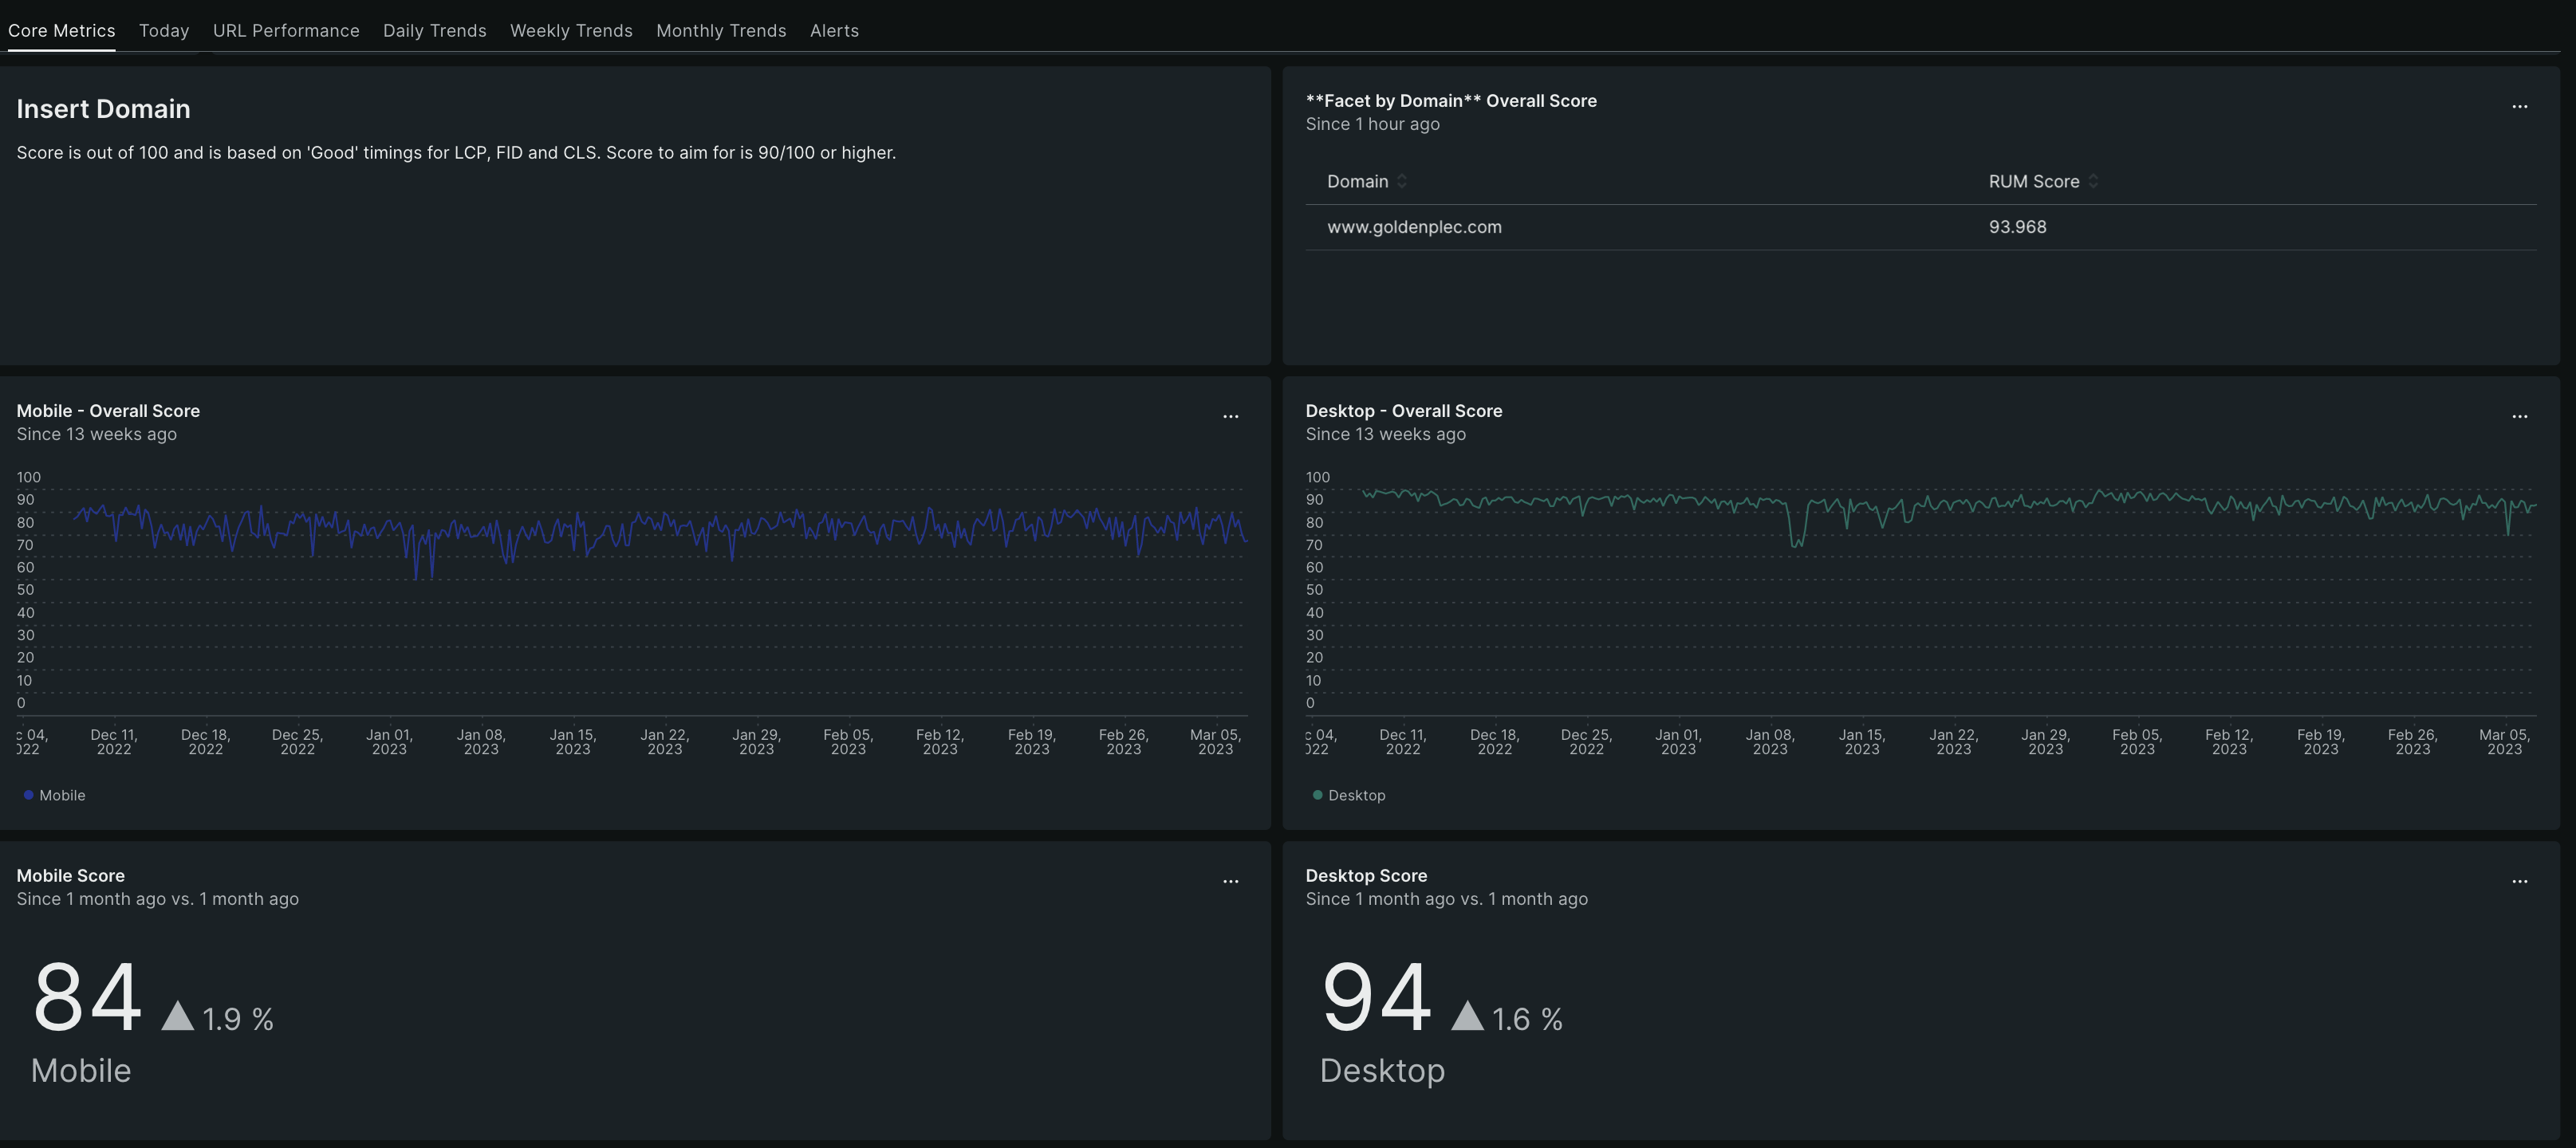 Core Metrics Today URL Performance Daily Trends Weekly Trends Monthly Trends Alerts
Insert Domain
Score is out of 100 and is based on 'Good' timings for LCP, FID and CLS. Score to aim for is 90/100 or higher.
**Facet by Domain** Overall Score
Since 1 hour ago
Domain RUM Score
www.goldenplec.com 93.968
Mobile - Overall Score
Since 13 weeks ago
100
90
80
70
60
50
40
30
20
10
0
c 04, Dec 11, Dec 18, Dec 25, Jan 01, Jan 08, Jan 15, Jan 22, Jan 29, Feb 05, Feb 12, Feb 19, Feb 26, Mar 05,
022 2022 2022 2022 2023 2023 2023 2023 2023 2023 2023 2023 2023 2023
Mobile
Desktop - Overall Score
Since 13 weeks ago
100
90
80
70
60
50
40
30
20
10
0
c 04, Dec 11, Dec 18, Dec 25, Jan 01, Jan 08, Jan 15, Jan 22, Jan 29, Feb 05, Feb 12, Feb 19, Feb 26, Mar 05,
022 2022 2022 2022 2023 2023 2023 2023 2023 2023 2023 2023 2023 2023
Desktop
Mobile Score
Since 1 month ago vs. 1 month ago
84 1.9 %
Mobile
Desktop Score
Since 1 month ago vs. 1 month ago
94 1.6 %
Desktop